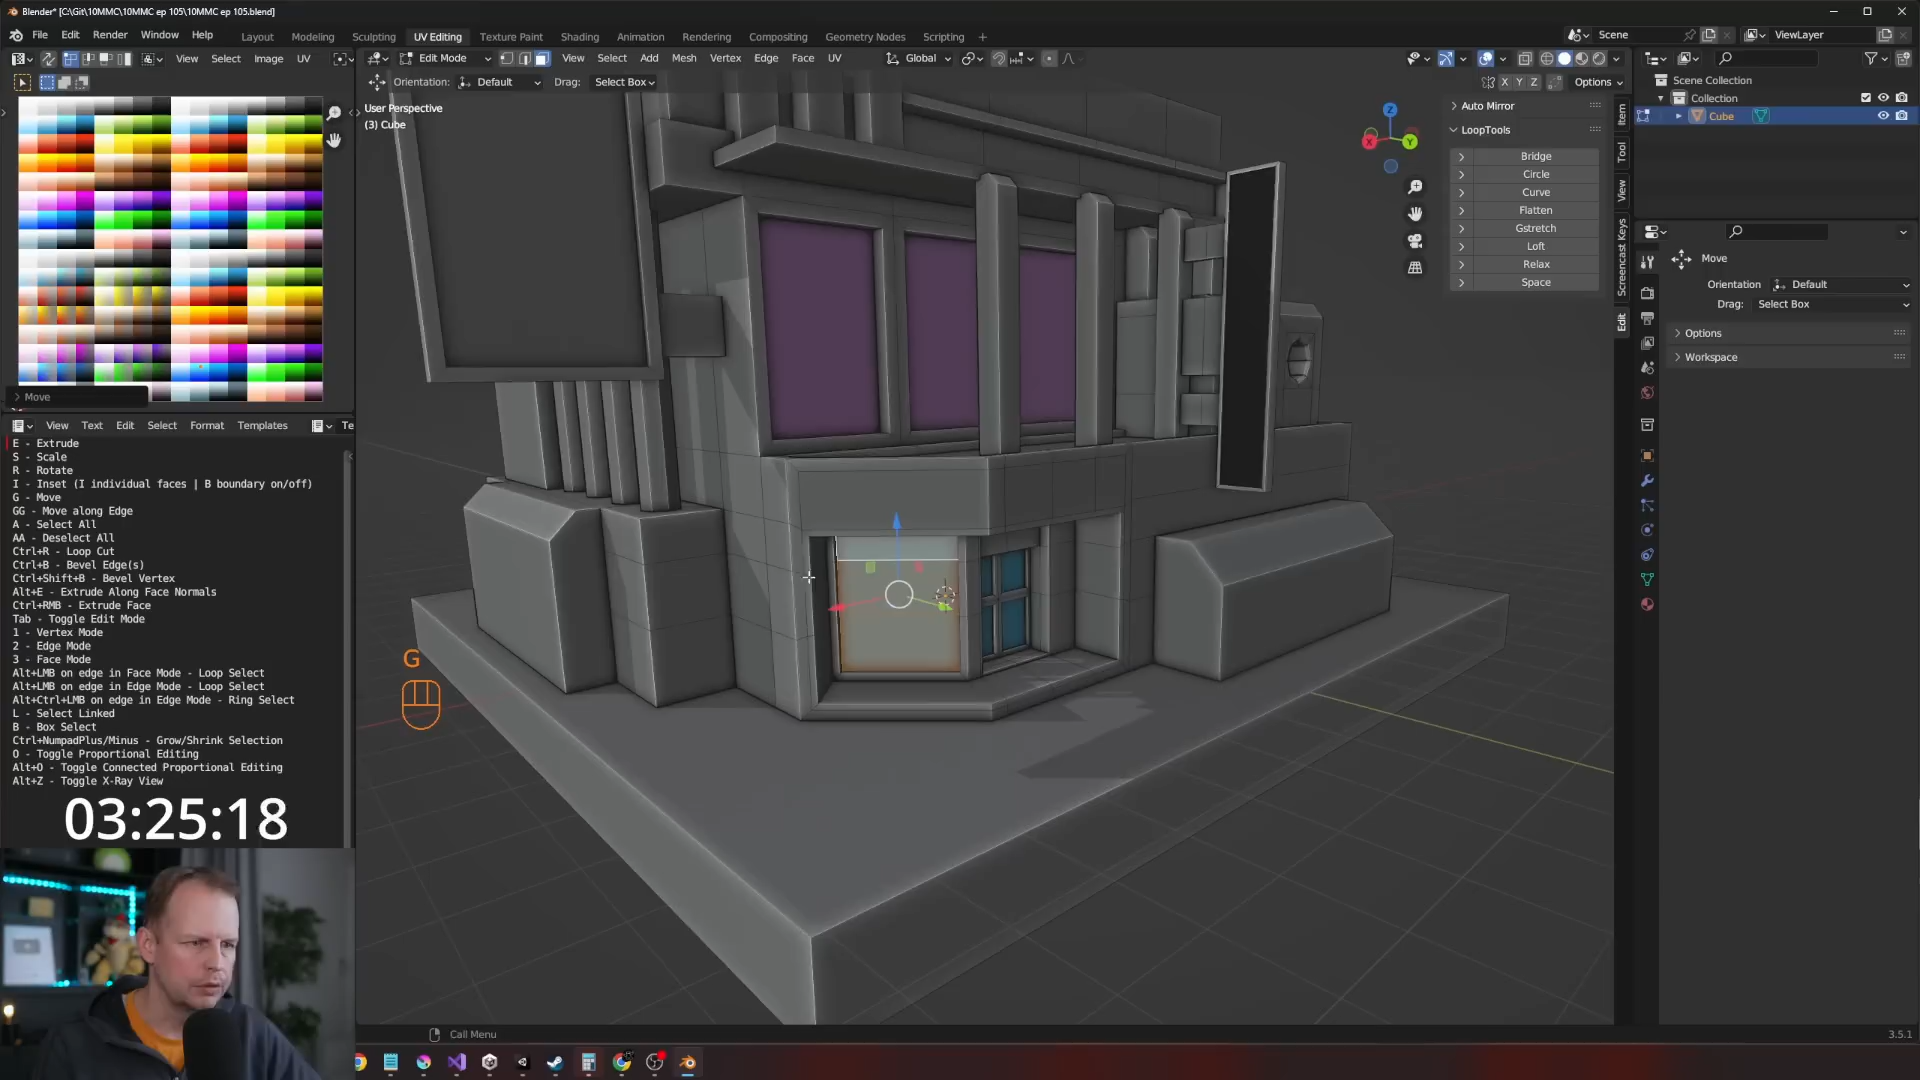 Blender* [C:\Git\10MMC\10MMC ep 105\10MMC ep 105.blend]
File Edit Render Window Help
Layout Modeling Sculpting UV Editing Texture Paint Shading Animation Rendering Compositing Geometry Nodes Scripting +
Scene
ViewLayer
View Select Image UV
Edit Mode View Select Add Mesh Vertex Edge Face UV
Global
Orientation: Default Drag: Select Box
X Y Z Options
Scene Collection
Collection
Cube
User Perspective
(3) Cube
Auto Mirror
LoopTools
Bridge
Circle
Curve
Flatten
Gstretch
Loft
Relax
Space
Item
Tool
View
Screencast Keys
Edit
Z
X
Y
Move
Orientation Default
Drag: Select Box
Options
Workspace
Move
View Text Edit Select Format Templates Te
E - Extrude
S - Scale
R - Rotate
I - Inset (I individual faces | B boundary on/off)
G - Move
GG - Move along Edge
A - Select All
AA - Deselect All
Ctrl+R - Loop Cut
Ctrl+B - Bevel Edge(s)
Ctrl+Shift+B - Bevel Vertex
Alt+E - Extrude Along Face Normals
Ctrl+RMB - Extrude Face
Tab - Toggle Edit Mode
1 - Vertex Mode
2 - Edge Mode
3 - Face Mode
Alt+LMB on edge in Face Mode - Loop Select
Alt+LMB on edge in Edge Mode - Loop Select
Alt+Ctrl+LMB on edge in Edge Mode - Ring Select
L - Select Linked
B - Box Select
Ctrl+NumpadPlus/Minus - Grow/Shrink Selection
O - Toggle Proportional Editing
Alt+O - Toggle Connected Proportional Editing
Alt+Z - Toggle X-Ray View
G
03:25:18
Call Menu
3.5.1